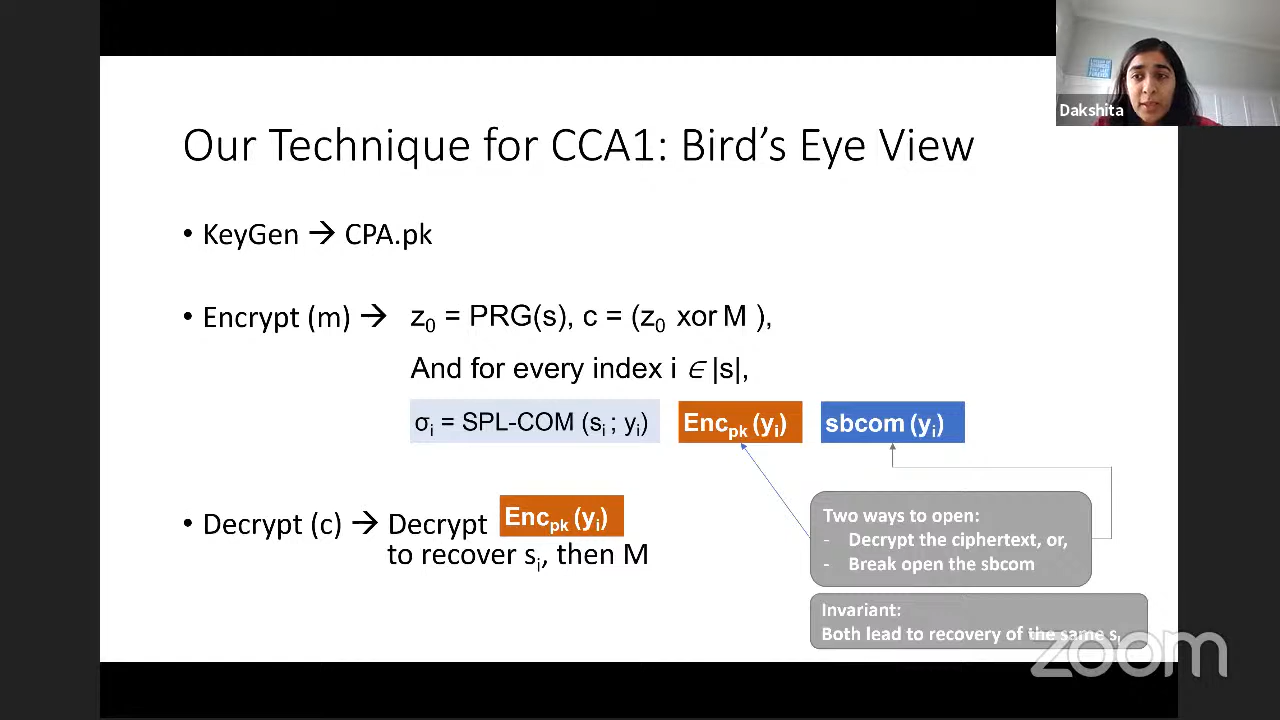 Dakshita
Our Technique for CCA1: Bird's Eye View
• KeyGen → CPA.pk
• Encrypt (m) → z0 = PRG(s), c = (z0 xor M ),
And for every index i ∈ |s|,
σi = SPL-COM (si ; yi) Encpk (yi) sbcom (yi)
• Decrypt (c) → Decrypt Encpk (yi)
to recover si, then M
Two ways to open:
- Decrypt the ciphertext, or,
- Break open the sbcom
Invariant:
Both lead to recovery of the same si
zoom